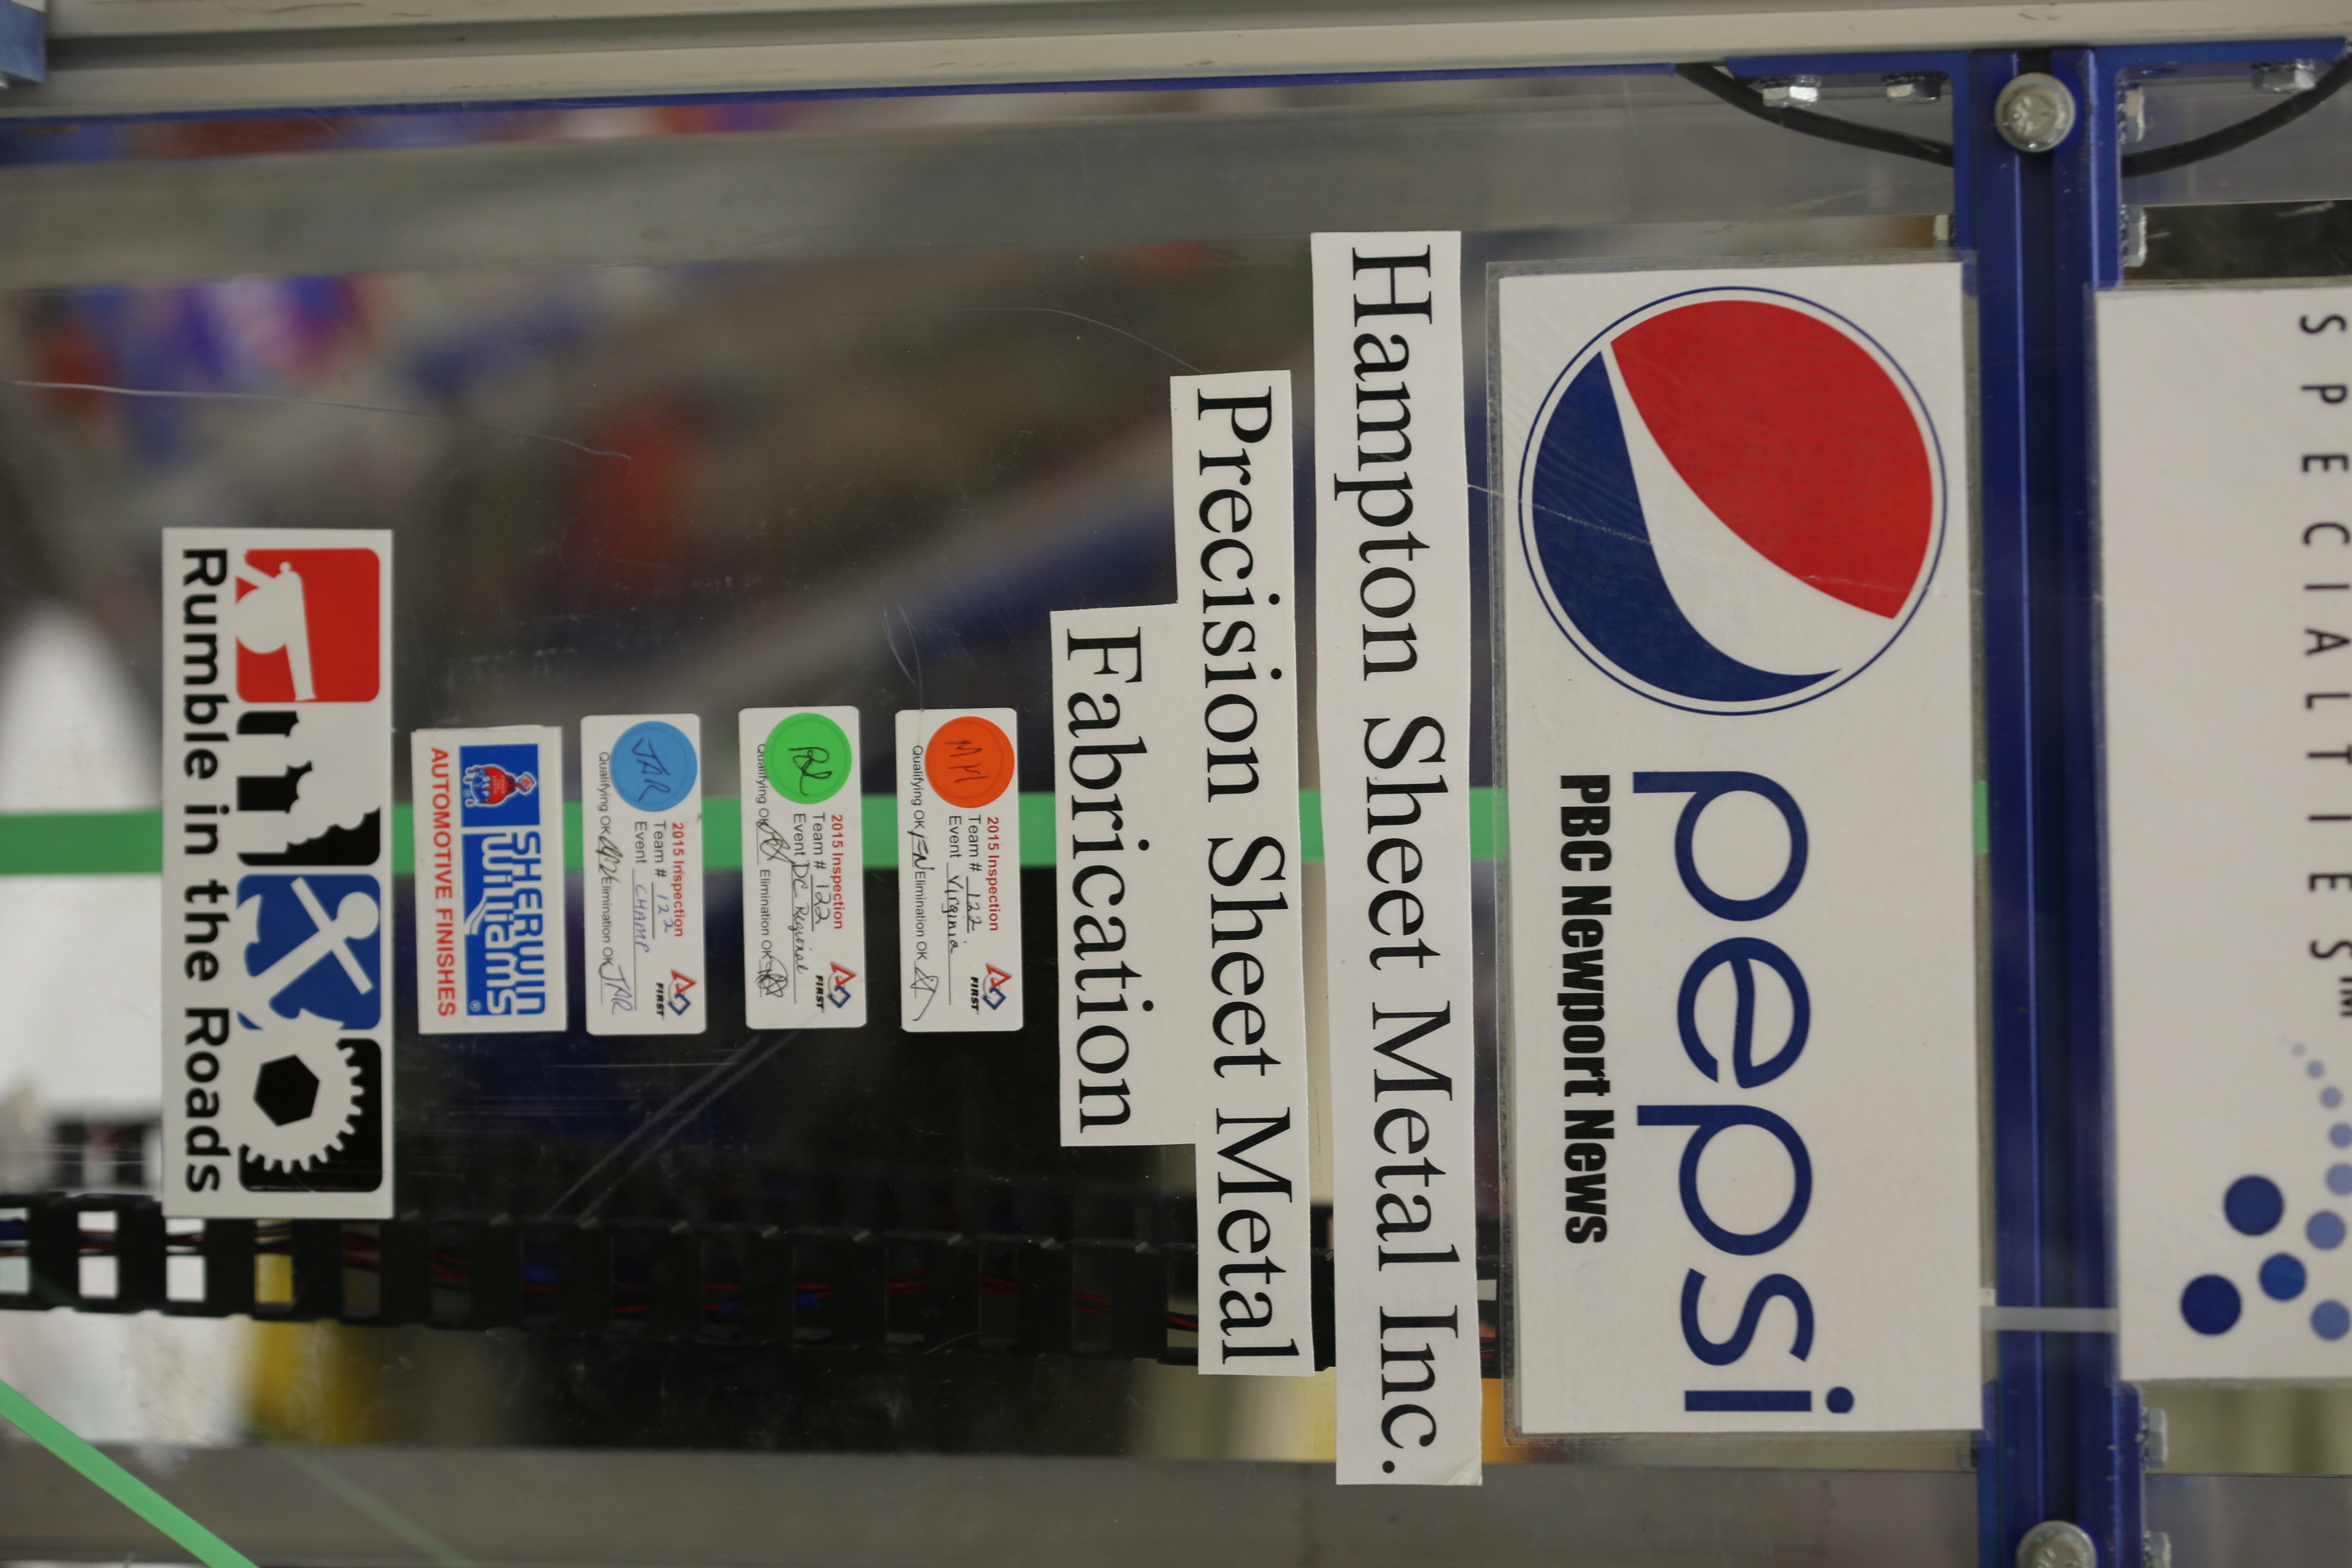 SPECIALTIES™
pepsi
PBC Newport News
Hampton Sheet Metal Inc.
Precision Sheet Metal
Fabrication
MH
2015 Inspection
Team # 122
FIRST
Event Virginia
Qualifying OK FN Elimination OK
2015 Inspection
Team # 122
FIRST
Event DC Regional
Qualifying OK Elimination OK
JAR
2015 Inspection
Team # 122
FIRST
Event CHAMP
Qualifying OK Elimination OK JAR
SHERWIN
WILLIAMS®
AUTOMOTIVE FINISHES
Rumble in the Roads